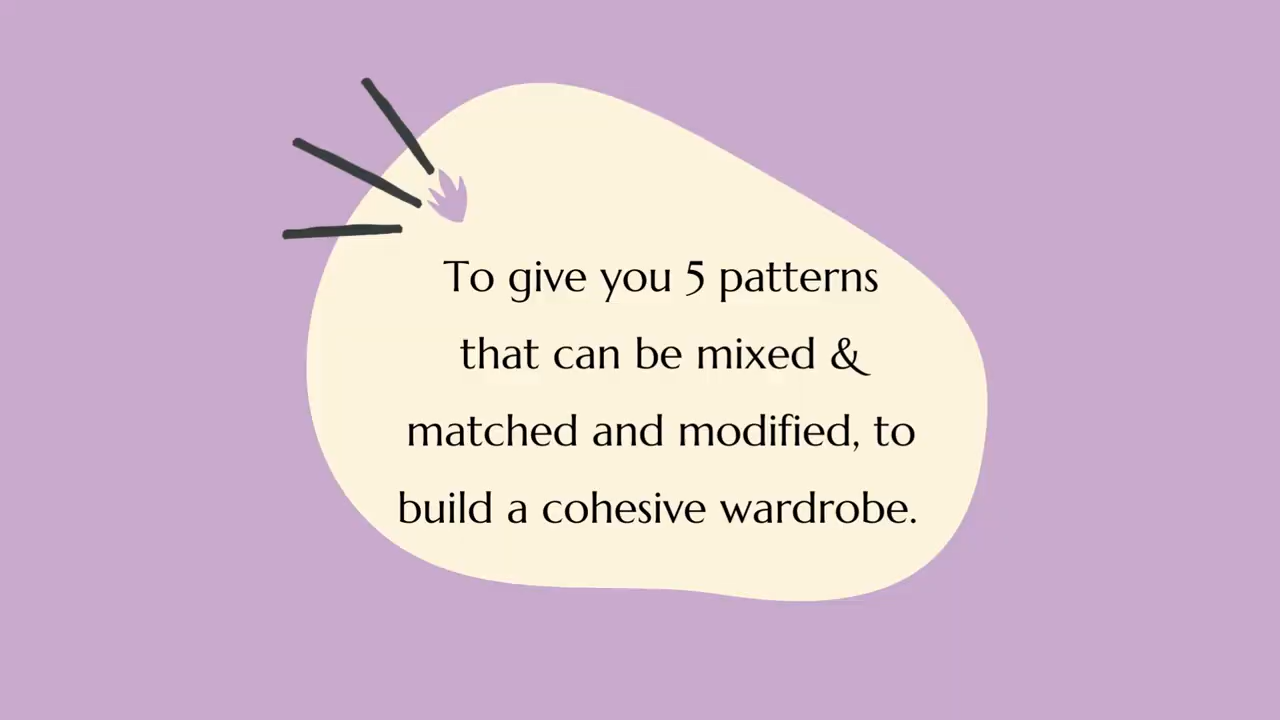 To give you 5 patterns
that can be mixed &
matched and modified, to
build a cohesive wardrobe.